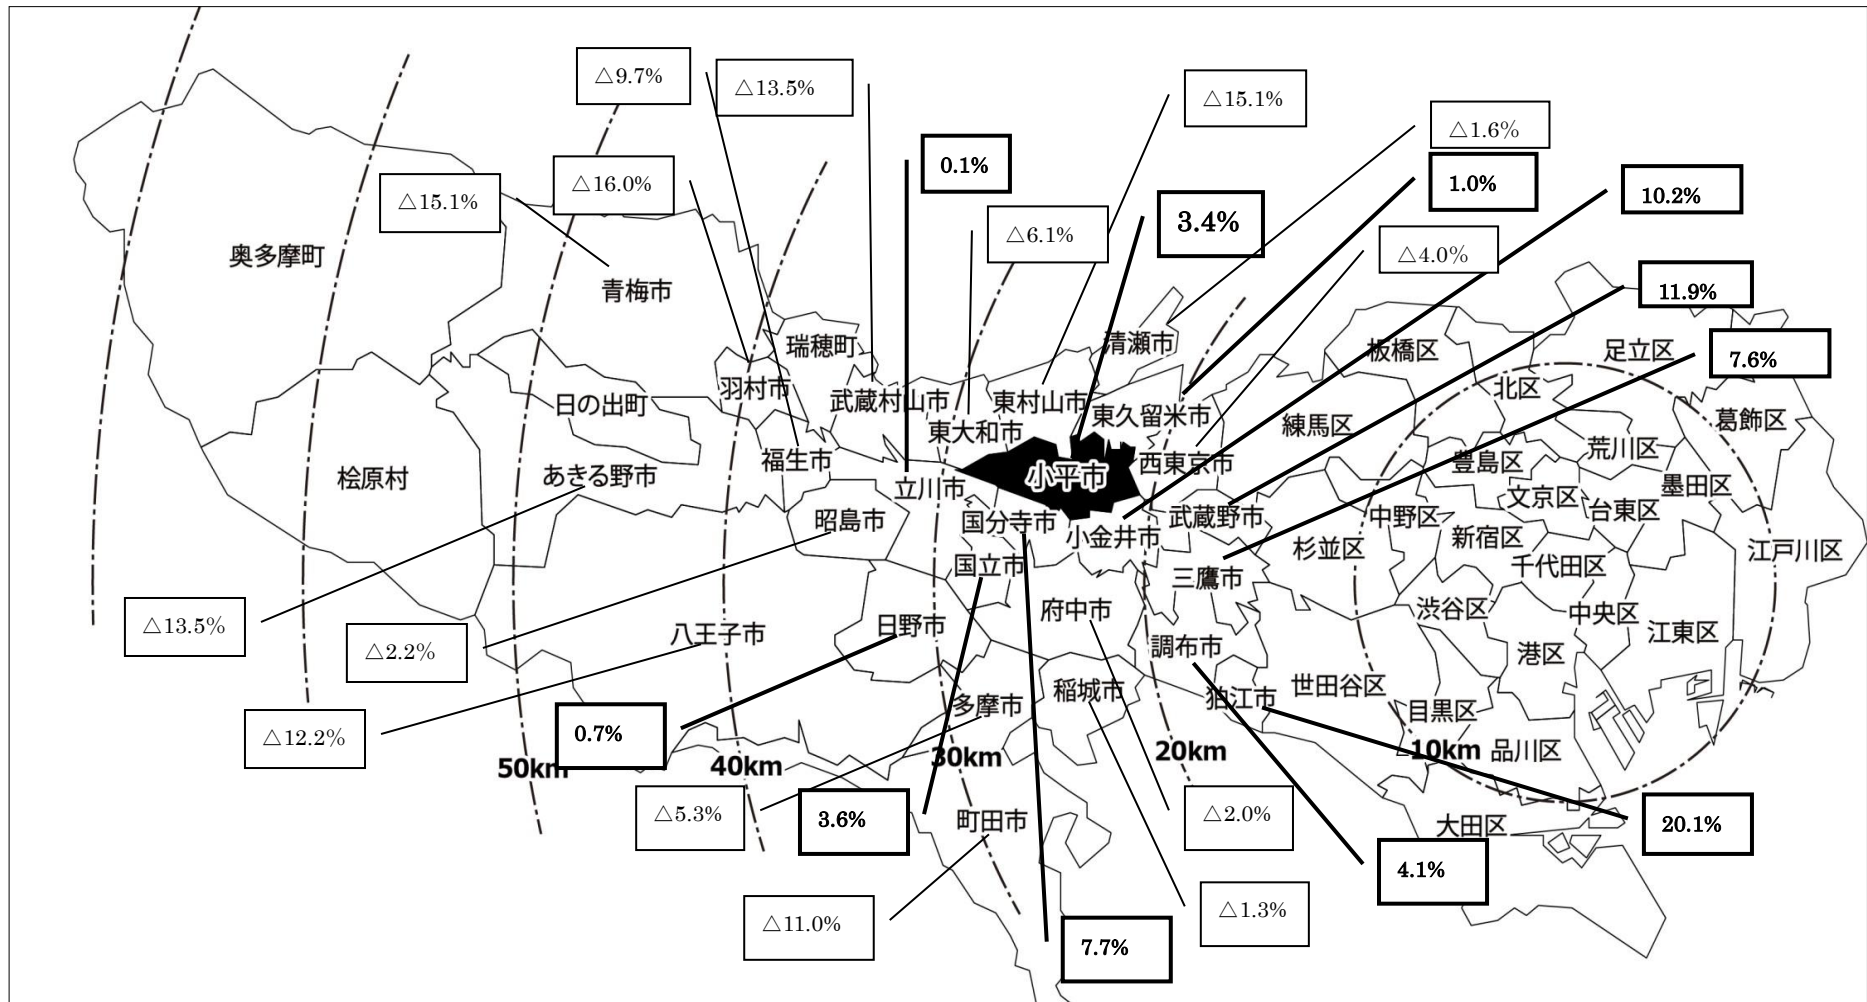 △9.7%
△13.5%
△15.1%
△1.6%
0.1%
1.0%
10.2%
△15.1%
△16.0%
3.4%
△6.1%
△4.0%
11.9%
7.6%
奥多摩町
青梅市
瑞穂町
清瀬市
板橋区
足立区
羽村市
北区
日の出町
武蔵村山市
東村山市
東久留米市
葛飾区
練馬区
東大和市
荒川区
福生市
西東京市
豊島区
桧原村
あきる野市
小平市
立川市
墨田区
文京区
台東区
昭島市
国分寺市
武蔵野市
中野区
小金井市
新宿区
杉並区
江戸川区
国立市
三鷹市
千代田区
府中市
渋谷区
中央区
△13.5%
日野市
八王子市
江東区
△2.2%
調布市
港区
稲城市
世田谷区
狛江市
多摩市
目黒区
△12.2%
0.7%
50km
40km
30km
20km
10km
品川区
△5.3%
3.6%
町田市
△2.0%
大田区
20.1%
4.1%
△11.0%
△1.3%
7.7%